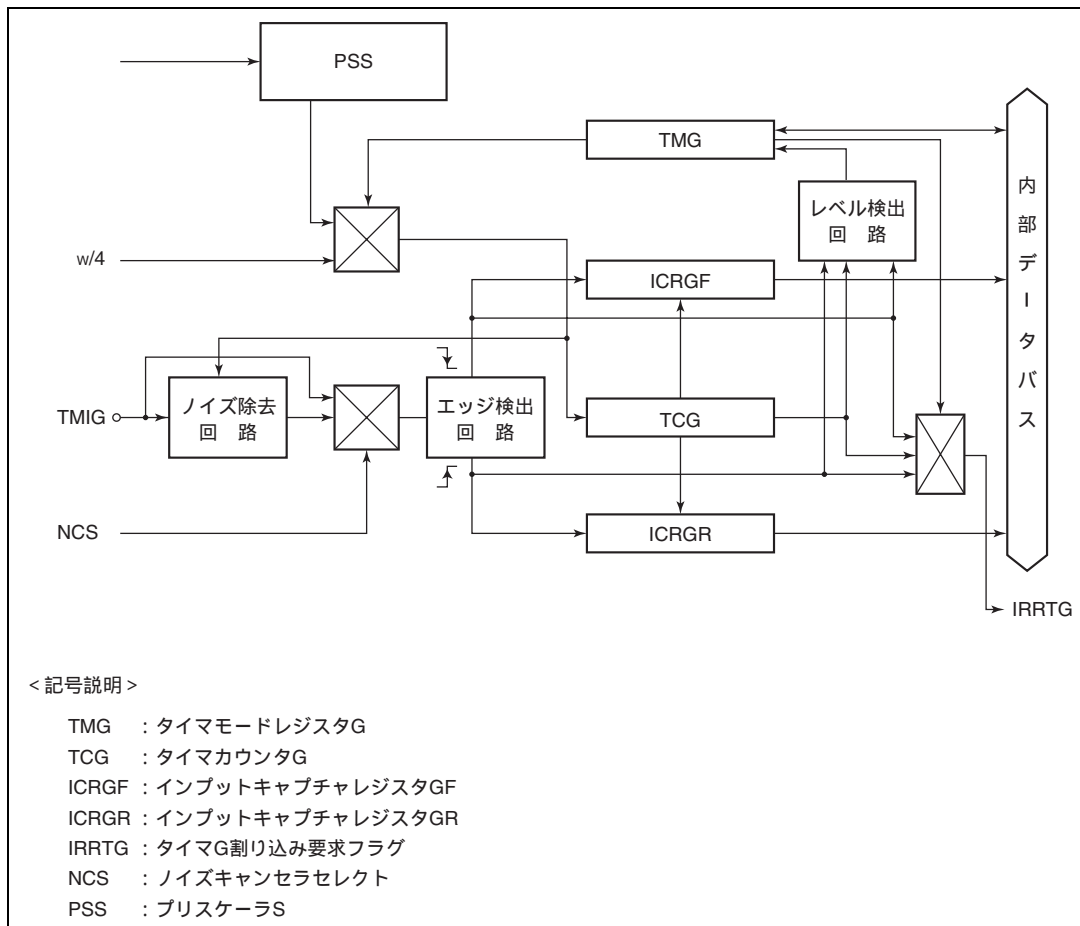 PSS
TMG
内部データバス
レベル検出
回 路
w/4
ICRGF
TMIG
ノイズ除去
回 路
エッジ検出
回 路
TCG
NCS
ICRGR
IRRTG
<記号説明>
TMG :タイマモードレジスタG
TCG :タイマカウンタG
ICRGF :インプットキャプチャレジスタGF
ICRGR :インプットキャプチャレジスタGR
IRRTG :タイマG割り込み要求フラグ
NCS :ノイズキャンセラセレクト
PSS :プリスケーラS